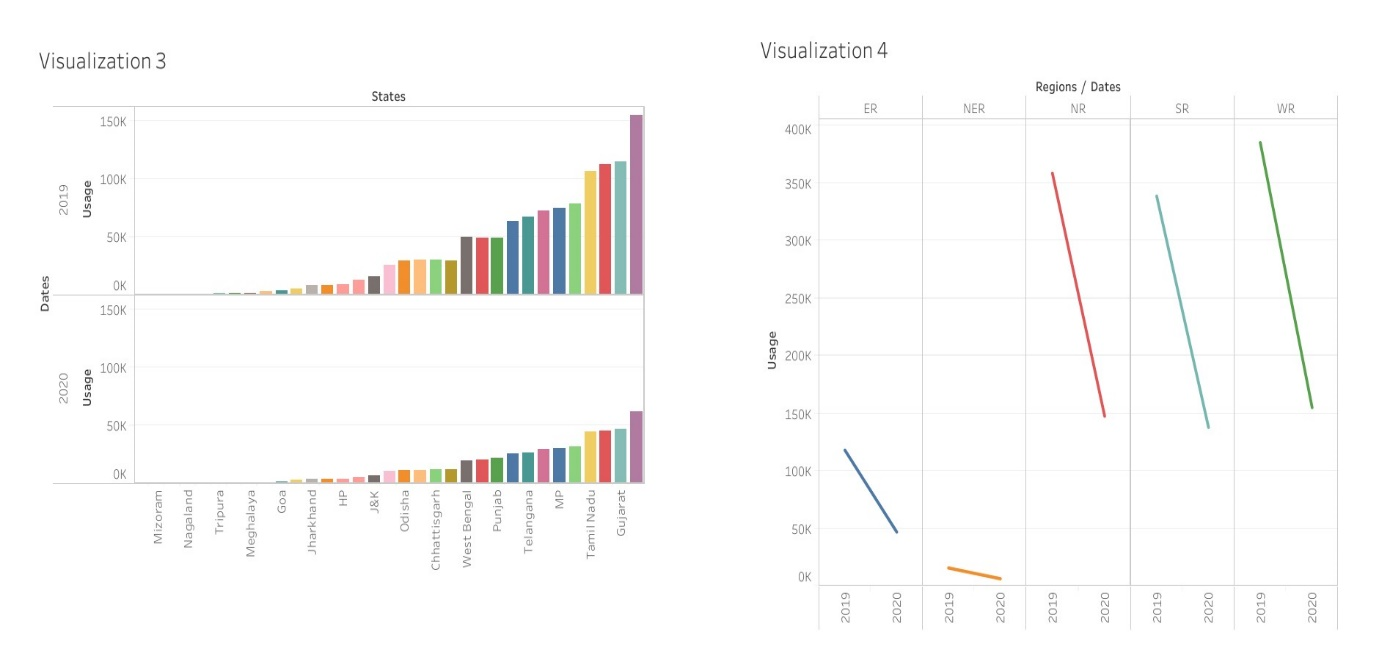 Visualization 3
States
150K
100K
50K
0K
2019
Usage
Dates
150K
100K
50K
0K
2020
Usage
Mizoram
Nagaland
Tripura
Meghalaya
Goa
Jharkhand
HP
J&K
Odisha
Chhattisgarh
West Bengal
Punjab
Telangana
MP
Tamil Nadu
Gujarat
Visualization 4
Regions / Dates
ER NER NR SR WR
400K
350K
300K
250K
200K
150K
100K
50K
0K
Usage
2019 2020 2019 2020 2019 2020 2019 2020 2019 2020